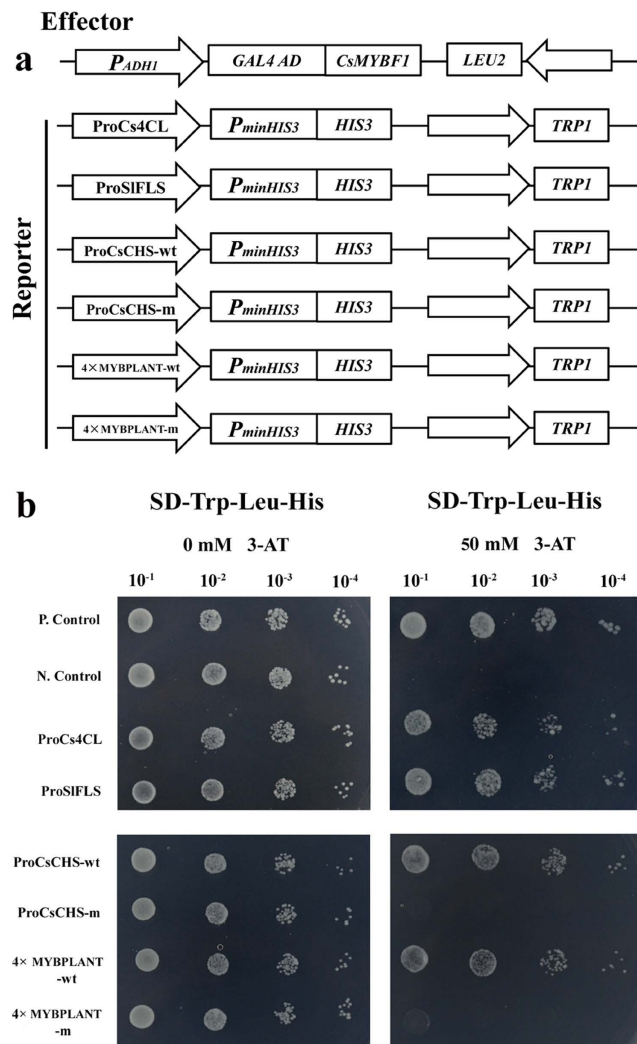 Effector
a
PADH1 GAL4 AD CsMYBF1 LEU2
Reporter
ProCs4CL PminHIS3 HIS3 TRP1
ProSlFLS PminHIS3 HIS3 TRP1
ProCsCHS-wt PminHIS3 HIS3 TRP1
ProCsCHS-m PminHIS3 HIS3 TRP1
4×MYBPLANT-wt PminHIS3 HIS3 TRP1
4×MYBPLANT-m PminHIS3 HIS3 TRP1
b
SD-Trp-Leu-His SD-Trp-Leu-His
0 mM 3-AT 50 mM 3-AT
10-1 10-2 10-3 10-4 10-1 10-2 10-3 10-4
P. Control
N. Control
ProCs4CL
ProSlFLS
ProCsCHS-wt
ProCsCHS-m
4× MYBPLANT
-wt
4× MYBPLANT
-m